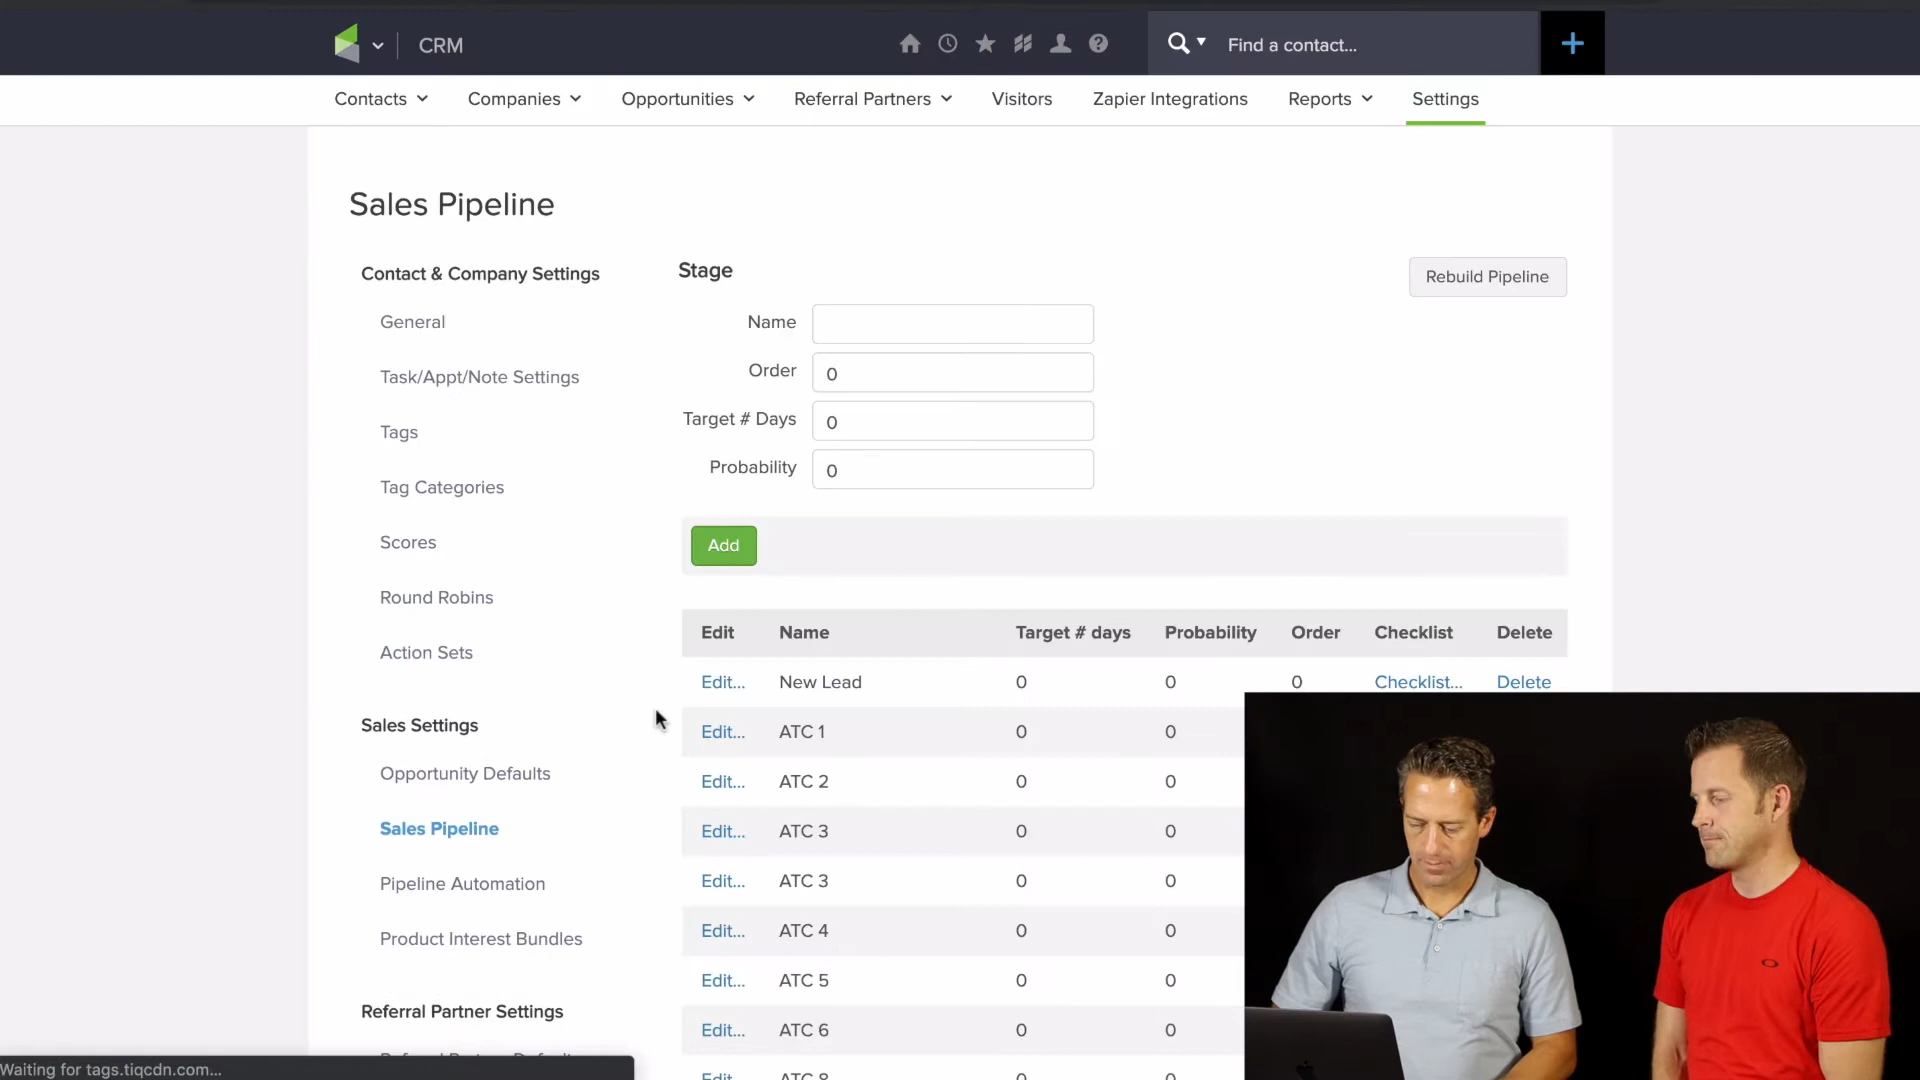 CRM
Find a contact...
Contacts Companies Opportunities Referral Partners Visitors Zapier Integrations Reports Settings
Sales Pipeline
Contact & Company Settings
General
Task/Appt/Note Settings
Tags
Tag Categories
Scores
Round Robins
Action Sets
Sales Settings
Opportunity Defaults
Sales Pipeline
Pipeline Automation
Product Interest Bundles
Referral Partner Settings
Stage
Rebuild Pipeline
Name
Order 0
Target # Days 0
Probability 0
Add
Edit Name Target # days Probability Order Checklist Delete
Edit... New Lead 0 0 0 Checklist... Delete
Edit... ATC 1 0 0
Edit... ATC 2 0 0
Edit... ATC 3 0 0
Edit... ATC 3 0 0
Edit... ATC 4 0 0
Edit... ATC 5 0 0
Edit... ATC 6 0 0
Edit... ATC 8 0 0
Waiting for tags.tiqcdn.com...